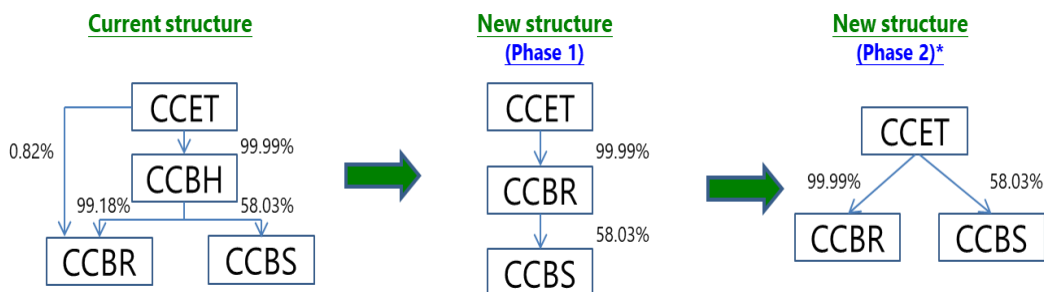 Current structure
CCET
0.82%
99.99%
CCBH
99.18%
58.03%
CCBR
CCBS
New structure
(Phase 1)
CCET
99.99%
CCBR
58.03%
CCBS
New structure
(Phase 2)*
CCET
99.99%
58.03%
CCBR
CCBS